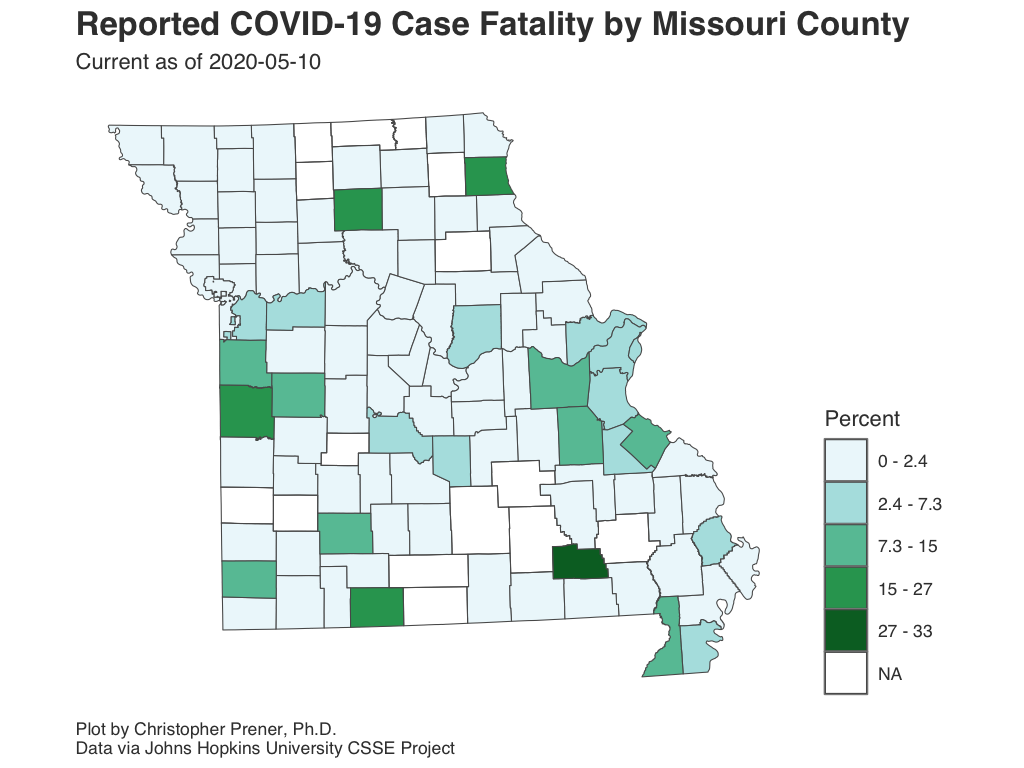 Reported COVID-19 Case Fatality by Missouri County
Current as of 2020-05-10
Percent
0 - 2.4
2.4 - 7.3
7.3 - 15
15 - 27
27 - 33
NA
Plot by Christopher Prener, Ph.D.
Data via Johns Hopkins University CSSE Project